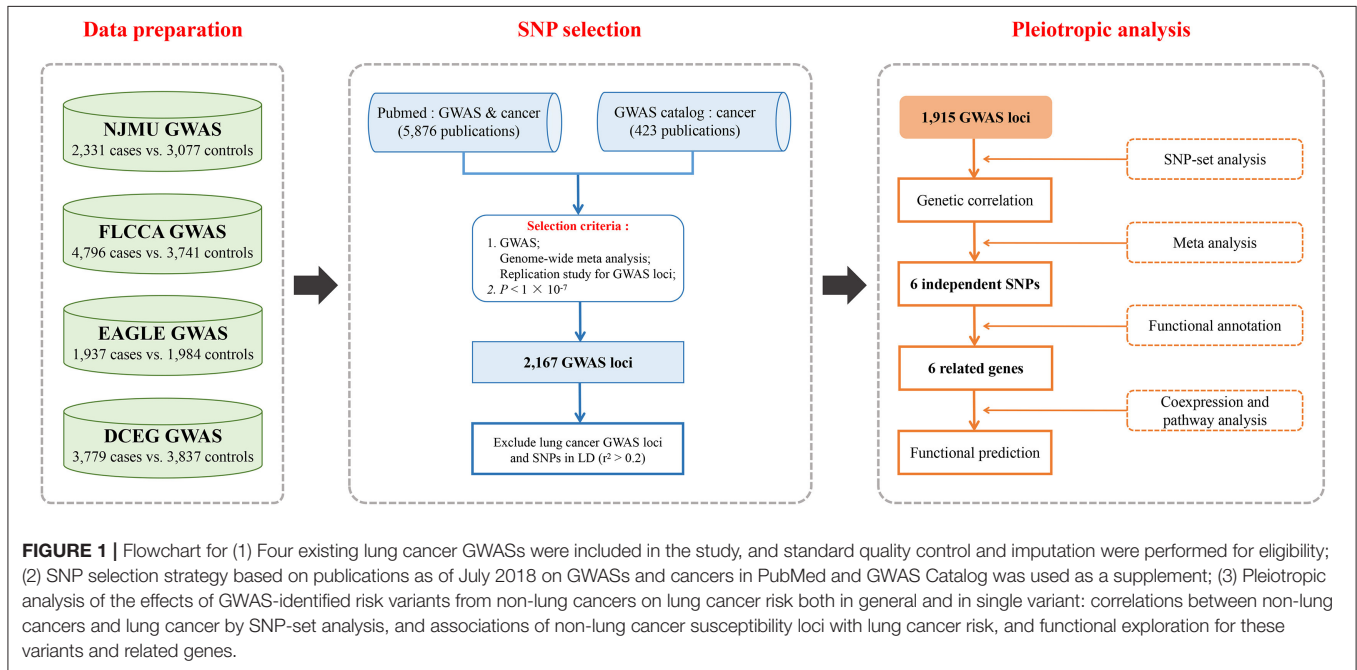 Data preparation
NJMU GWAS
2,331 cases vs. 3,077 controls
FLCCA GWAS
4,796 cases vs. 3,741 controls
EAGLE GWAS
1,937 cases vs. 1,984 controls
DCEG GWAS
3,779 cases vs. 3,837 controls
SNP selection
Pubmed : GWAS & cancer
(5,876 publications)
GWAS catalog : cancer
(423 publications)
Selection criteria :
1. GWAS;
Genome-wide meta analysis;
Replication study for GWAS loci;
2. P < 1 × 10⁻⁷
2,167 GWAS loci
Exclude lung cancer GWAS loci
and SNPs in LD (r² > 0.2)
Pleiotropic analysis
1,915 GWAS loci
SNP-set analysis
Genetic correlation
Meta analysis
6 independent SNPs
Functional annotation
6 related genes
Coexpression and
pathway analysis
Functional prediction
FIGURE 1 | Flowchart for (1) Four existing lung cancer GWASs were included in the study, and standard quality control and imputation were performed for eligibility;
(2) SNP selection strategy based on publications as of July 2018 on GWASs and cancers in PubMed and GWAS Catalog was used as a supplement; (3) Pleiotropic
analysis of the effects of GWAS-identified risk variants from non-lung cancers on lung cancer risk both in general and in single variant: correlations between non-lung
cancers and lung cancer by SNP-set analysis, and associations of non-lung cancer susceptibility loci with lung cancer risk, and functional exploration for these
variants and related genes.